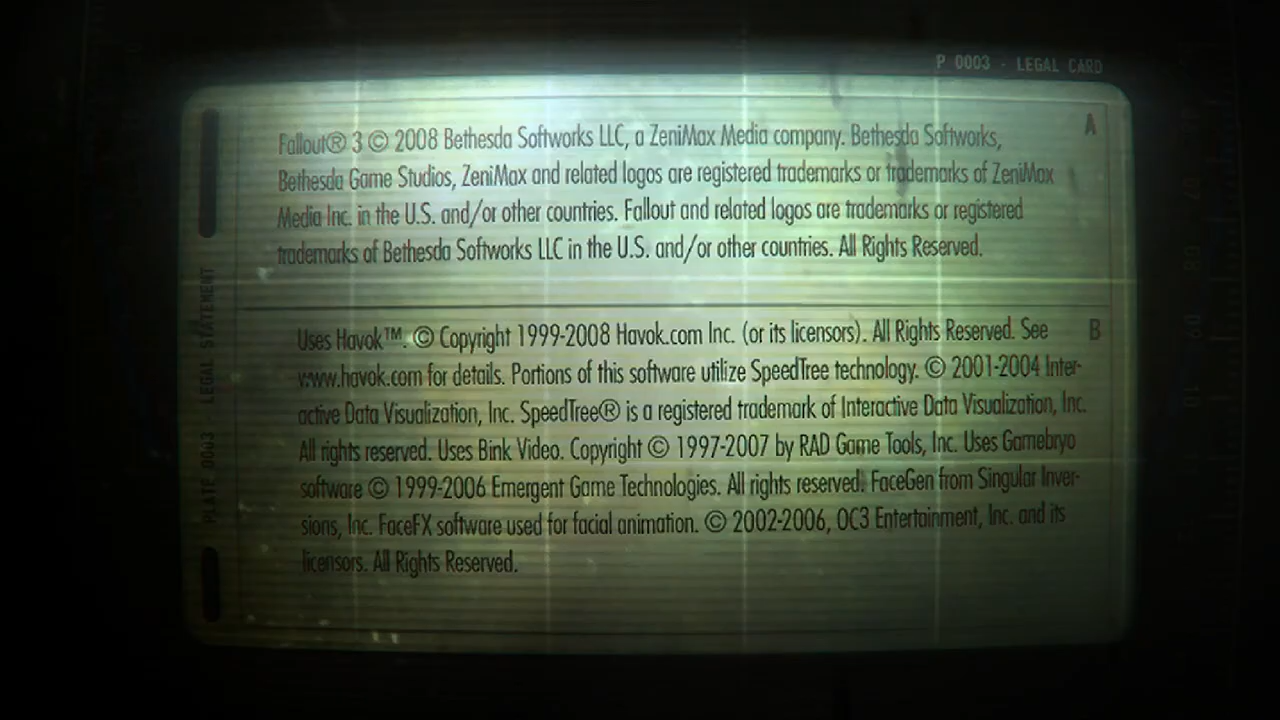 P 0003 - LEGAL CARD
A
Fallout® 3 © 2008 Bethesda Softworks LLC, a ZeniMax Media company. Bethesda Softworks,
Bethesda Game Studios, ZeniMax and related logos are registered trademarks or trademarks of ZeniMax
Media Inc. in the U.S. and/or other countries. Fallout and related logos are trademarks or registered
trademarks of Bethesda Softworks LLC in the U.S. and/or other countries. All Rights Reserved.
B
Uses Havok™. © Copyright 1999-2008 Havok.com Inc. (or its licensors). All Rights Reserved. See
www.havok.com for details. Portions of this software utilize SpeedTree technology. © 2001-2004 Inter-
active Data Visualization, Inc. SpeedTree® is a registered trademark of Interactive Data Visualization, Inc.
All rights reserved. Uses Bink Video. Copyright © 1997-2007 by RAD Game Tools, Inc. Uses Gamebryo
software © 1999-2006 Emergent Game Technologies. All rights reserved. FaceGen from Singular Inver-
sions, Inc. FaceFX software used for facial animation. © 2002-2006, OC3 Entertainment, Inc. and its
licensors. All Rights Reserved.
PLATE 0003 - LEGAL STATEMENT